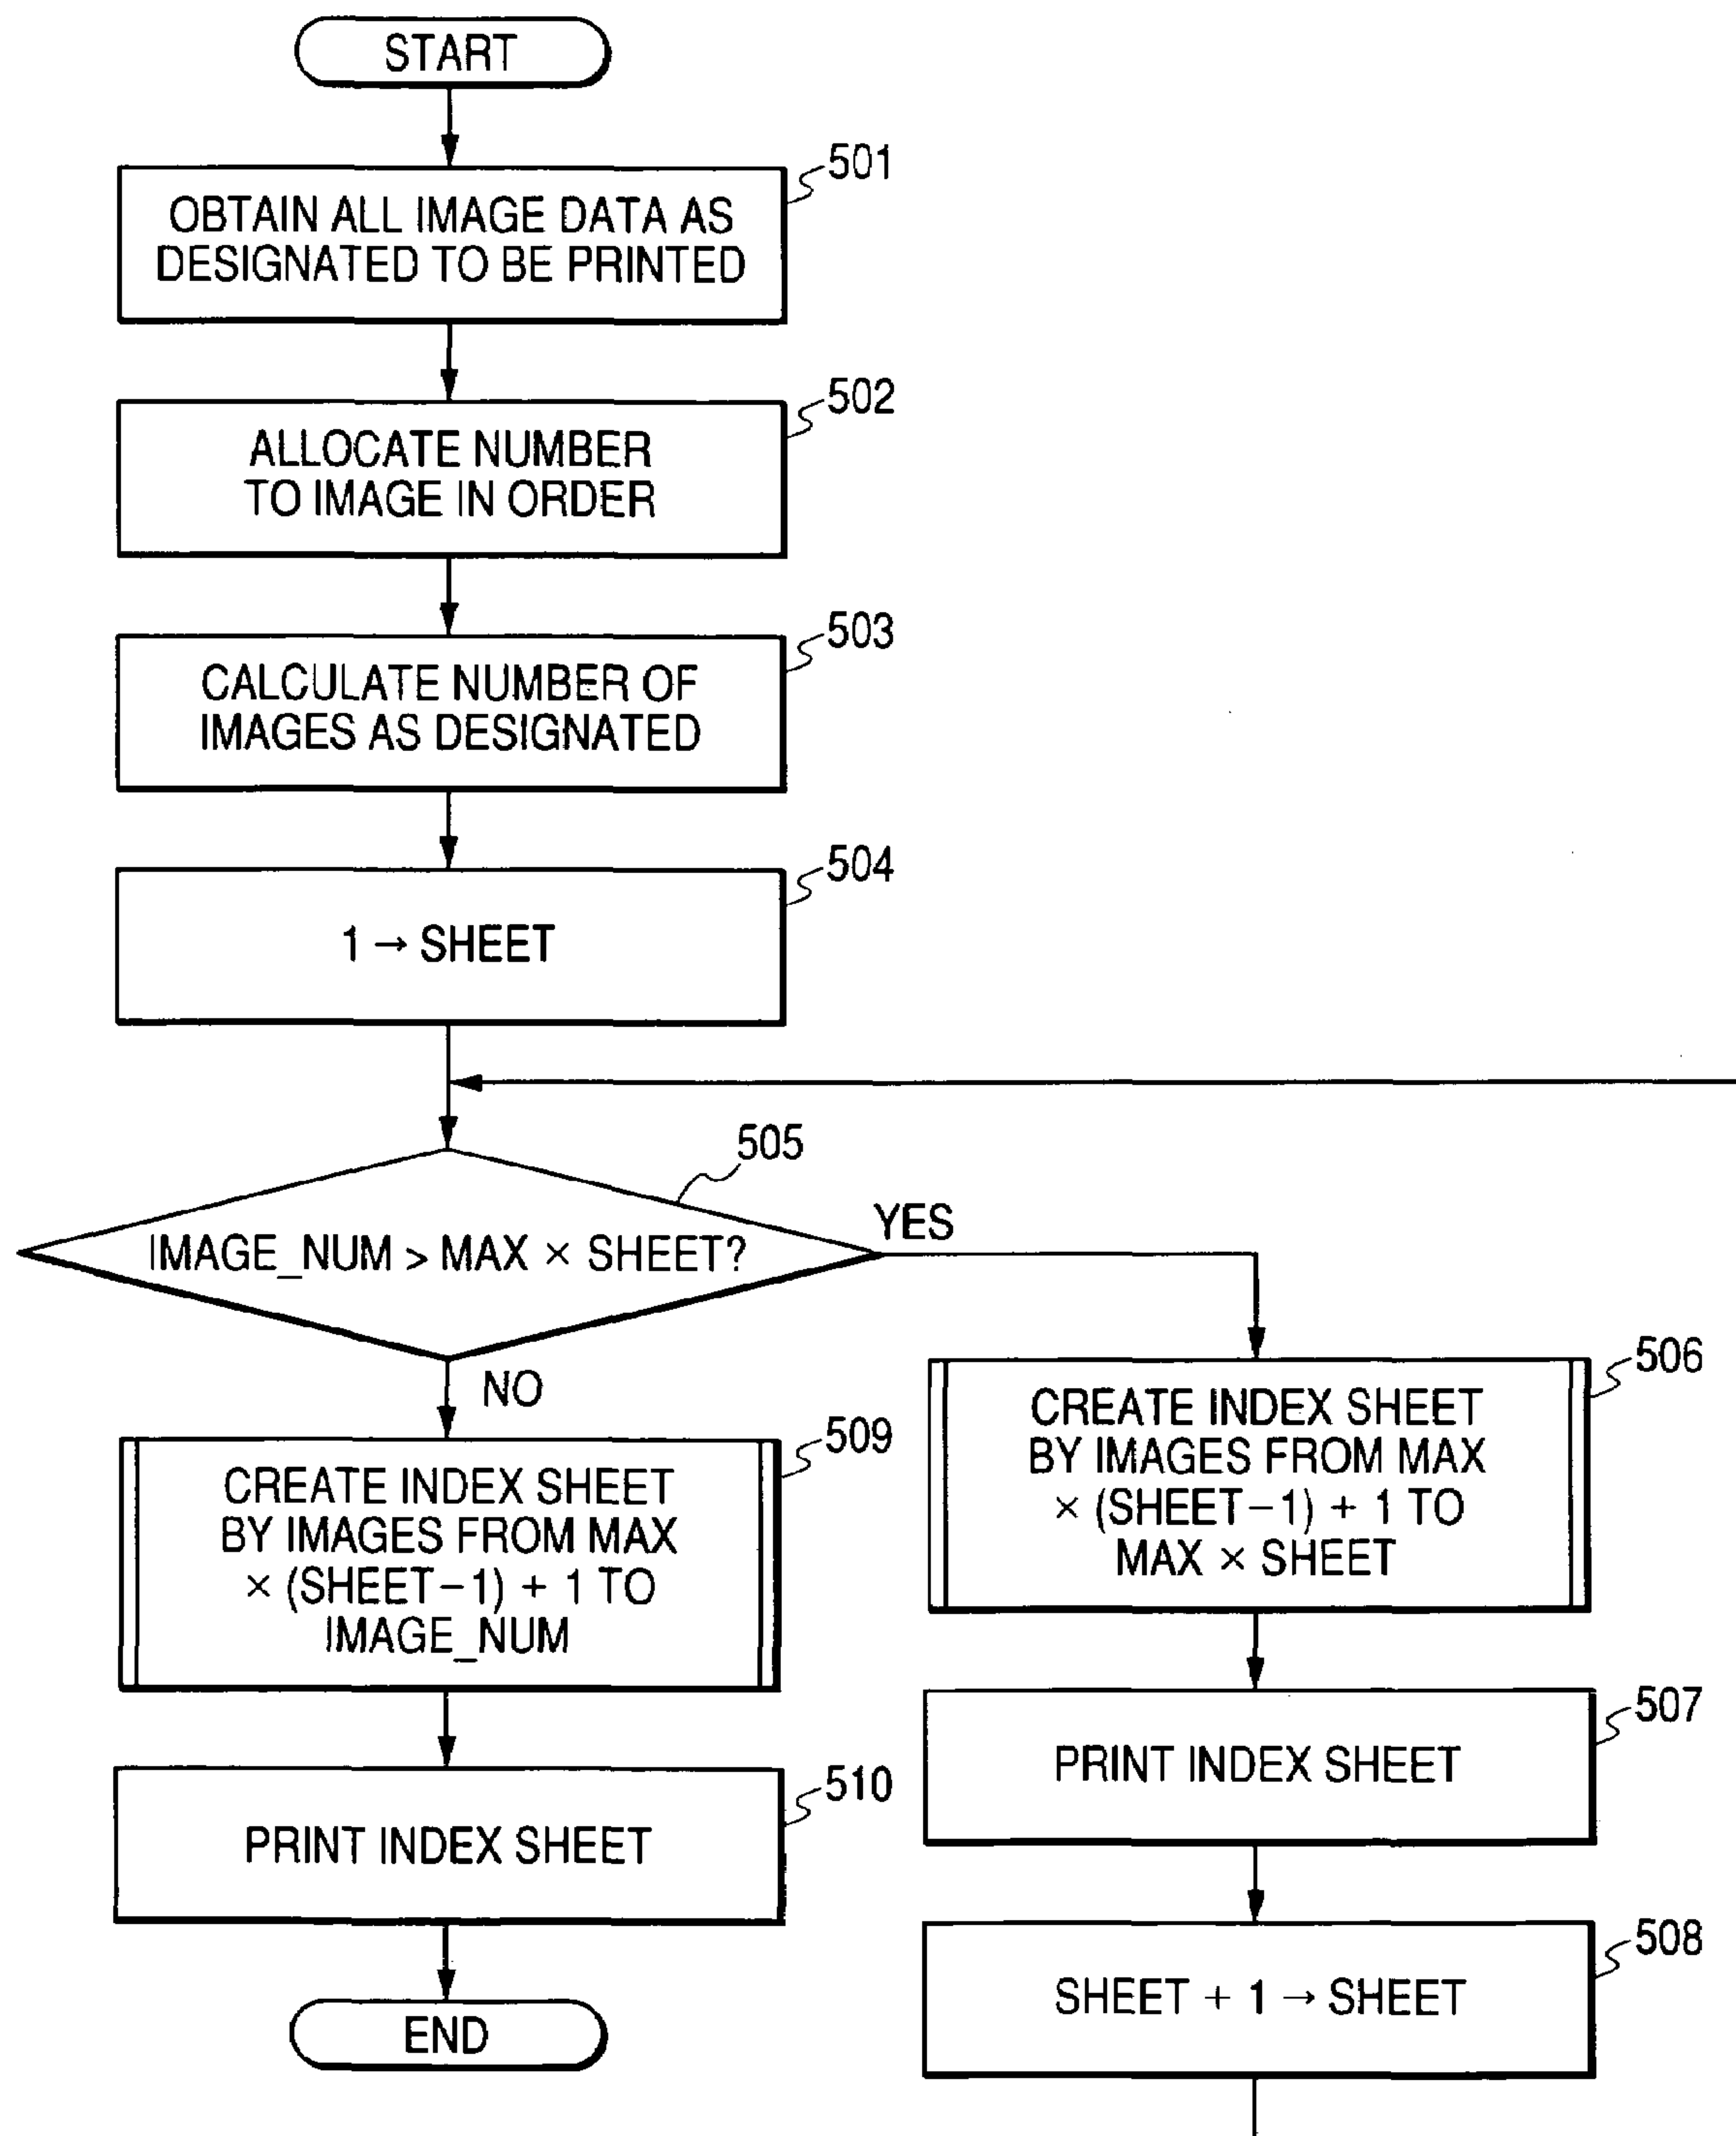 START
501
OBTAIN ALL IMAGE DATA AS
DESIGNATED TO BE PRINTED
502
ALLOCATE NUMBER
TO IMAGE IN ORDER
503
CALCULATE NUMBER OF
IMAGES AS DESIGNATED
504
1 → SHEET
505
IMAGE_NUM > MAX × SHEET?
YES
NO
506
CREATE INDEX SHEET
BY IMAGES FROM MAX
× (SHEET−1) + 1 TO
MAX × SHEET
507
PRINT INDEX SHEET
508
SHEET + 1 → SHEET
509
CREATE INDEX SHEET
BY IMAGES FROM MAX
× (SHEET−1) + 1 TO
IMAGE_NUM
510
PRINT INDEX SHEET
END